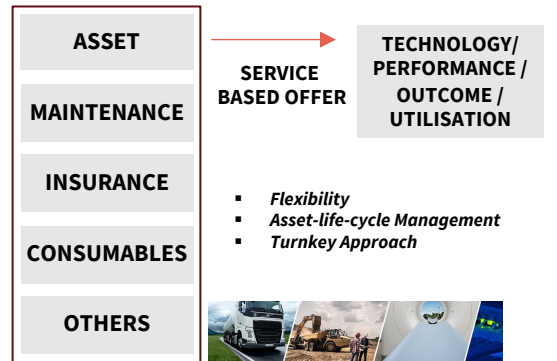 ASSET
MAINTENANCE
INSURANCE
CONSUMABLES
OTHERS
SERVICE
BASED OFFER
TECHNOLOGY/
PERFORMANCE /
OUTCOME /
UTILISATION
▪ Flexibility
▪ Asset-life-cycle Management
▪ Turnkey Approach